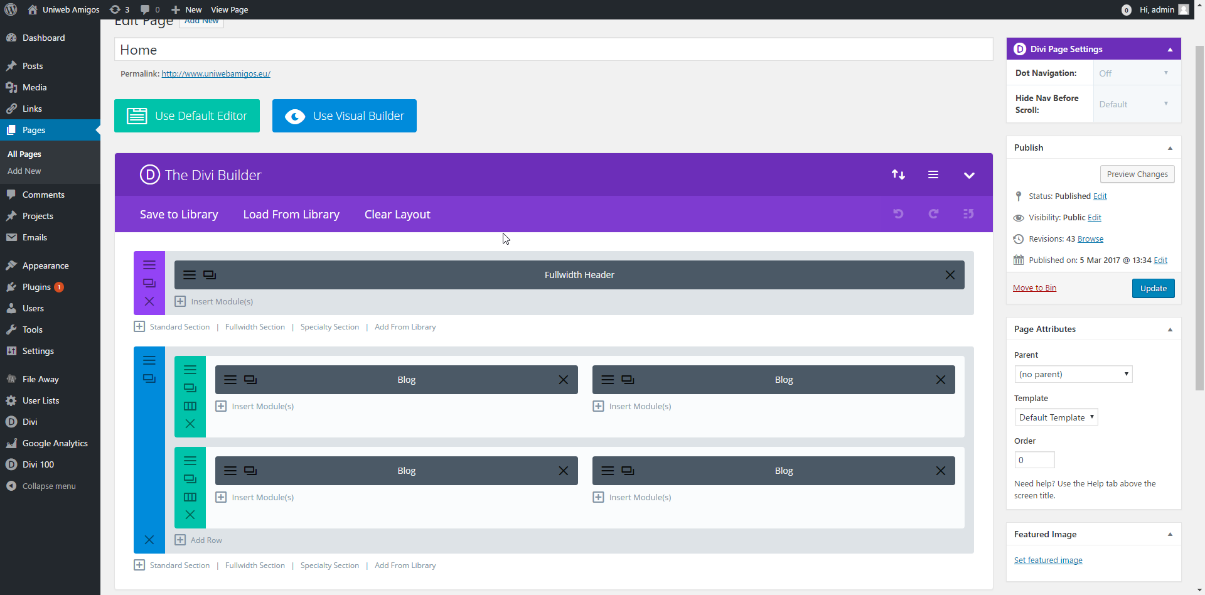 Uniweb Amigos 3 0 New View Page 0 Hi, admin
Dashboard
Posts
Media
Links
Pages
All Pages
Add New
Comments
Projects
Emails
Appearance
Plugins 1
Users
Tools
Settings
File Away
User Lists
Divi
Google Analytics
Divi 100
Collapse menu
Edit Page Add New
Home
Permalink: http://www.uniwebamigos.eu/
Use Default Editor Use Visual Builder
D The Divi Builder
Save to Library Load From Library Clear Layout
Fullwidth Header
Insert Module(s)
Standard Section | Fullwidth Section | Specialty Section | Add From Library
Blog Blog
Insert Module(s) Insert Module(s)
Blog Blog
Insert Module(s) Insert Module(s)
Add Row
Standard Section | Fullwidth Section | Specialty Section | Add From Library
D Divi Page Settings
Dot Navigation: Off
Hide Nav Before Default
Scroll:
Publish
Preview Changes
Status: Published Edit
Visibility: Public Edit
Revisions: 43 Browse
Published on: 5 Mar 2017 @ 13:34 Edit
Move to Bin Update
Page Attributes
Parent
(no parent)
Template
Default Template
Order
0
Need help? Use the Help tab above the
screen title.
Featured Image
Set featured image